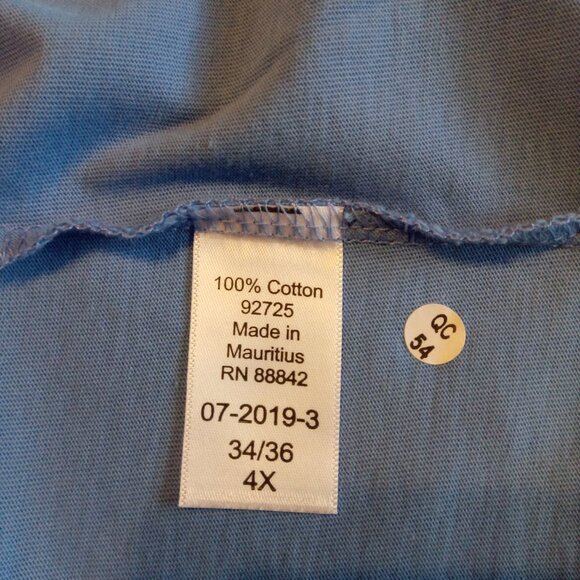 100% Cotton
92725
Made in
Mauritius
RN 88842
07-2019-3
34/36
4X
QC
54